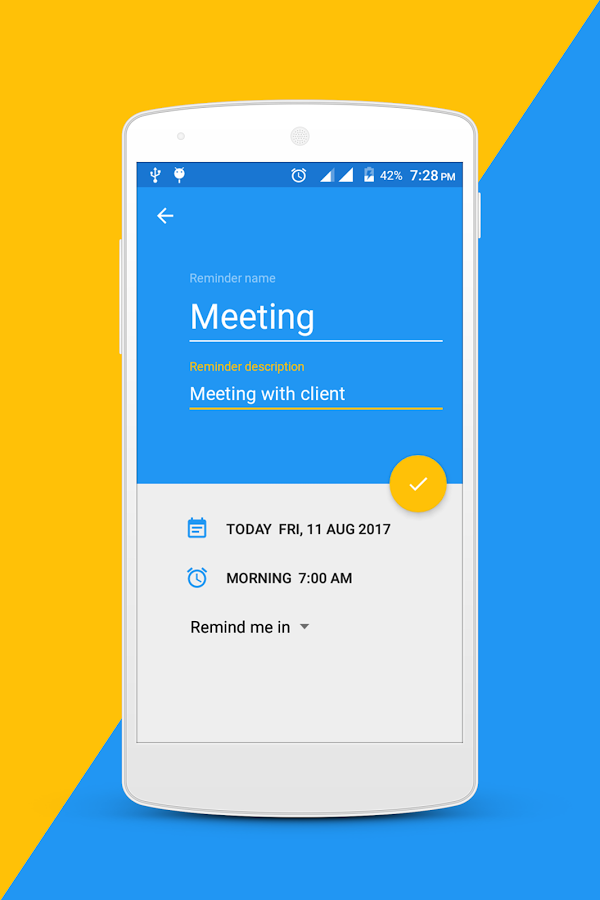 42% 7:28 PM
Reminder name
Meeting
Reminder description
Meeting with client
TODAY FRI, 11 AUG 2017
MORNING 7:00 AM
Remind me in